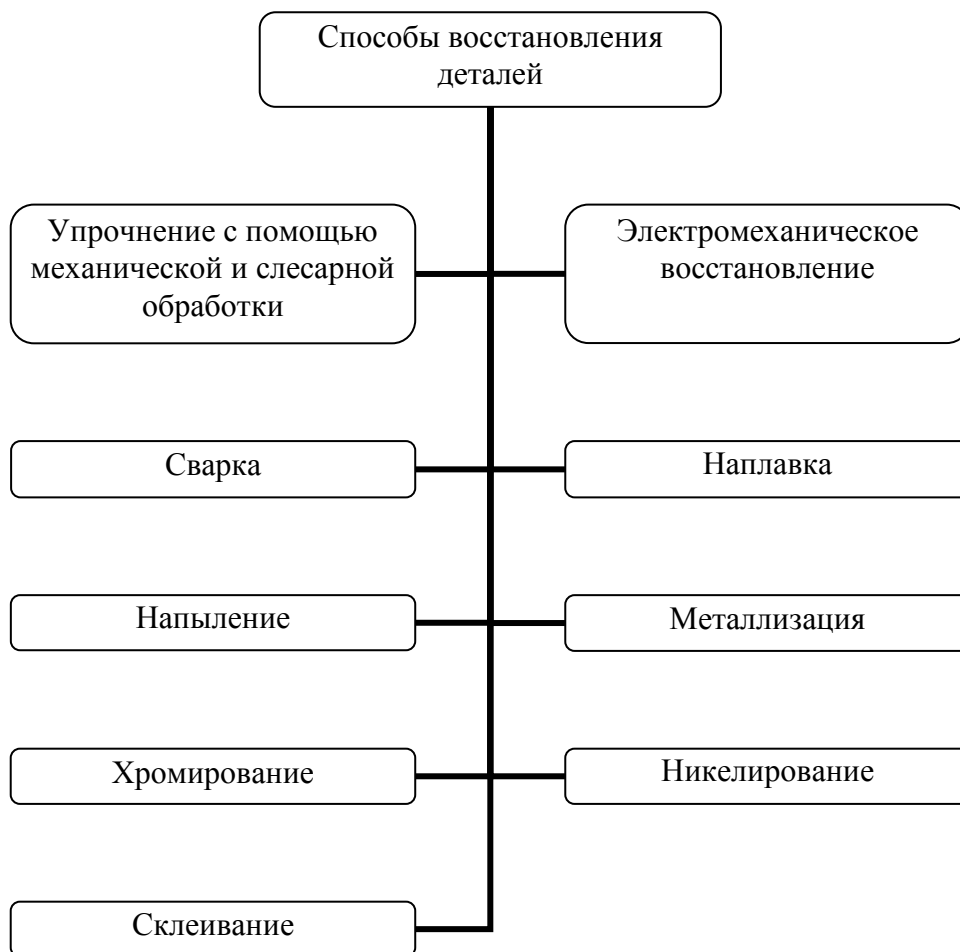 Способы восстановления
деталей
Упрочнение с помощью
механической и слесарной
обработки
Электромеханическое
восстановление
Сварка
Наплавка
Напыление
Металлизация
Хромирование
Никелирование
Склеивание